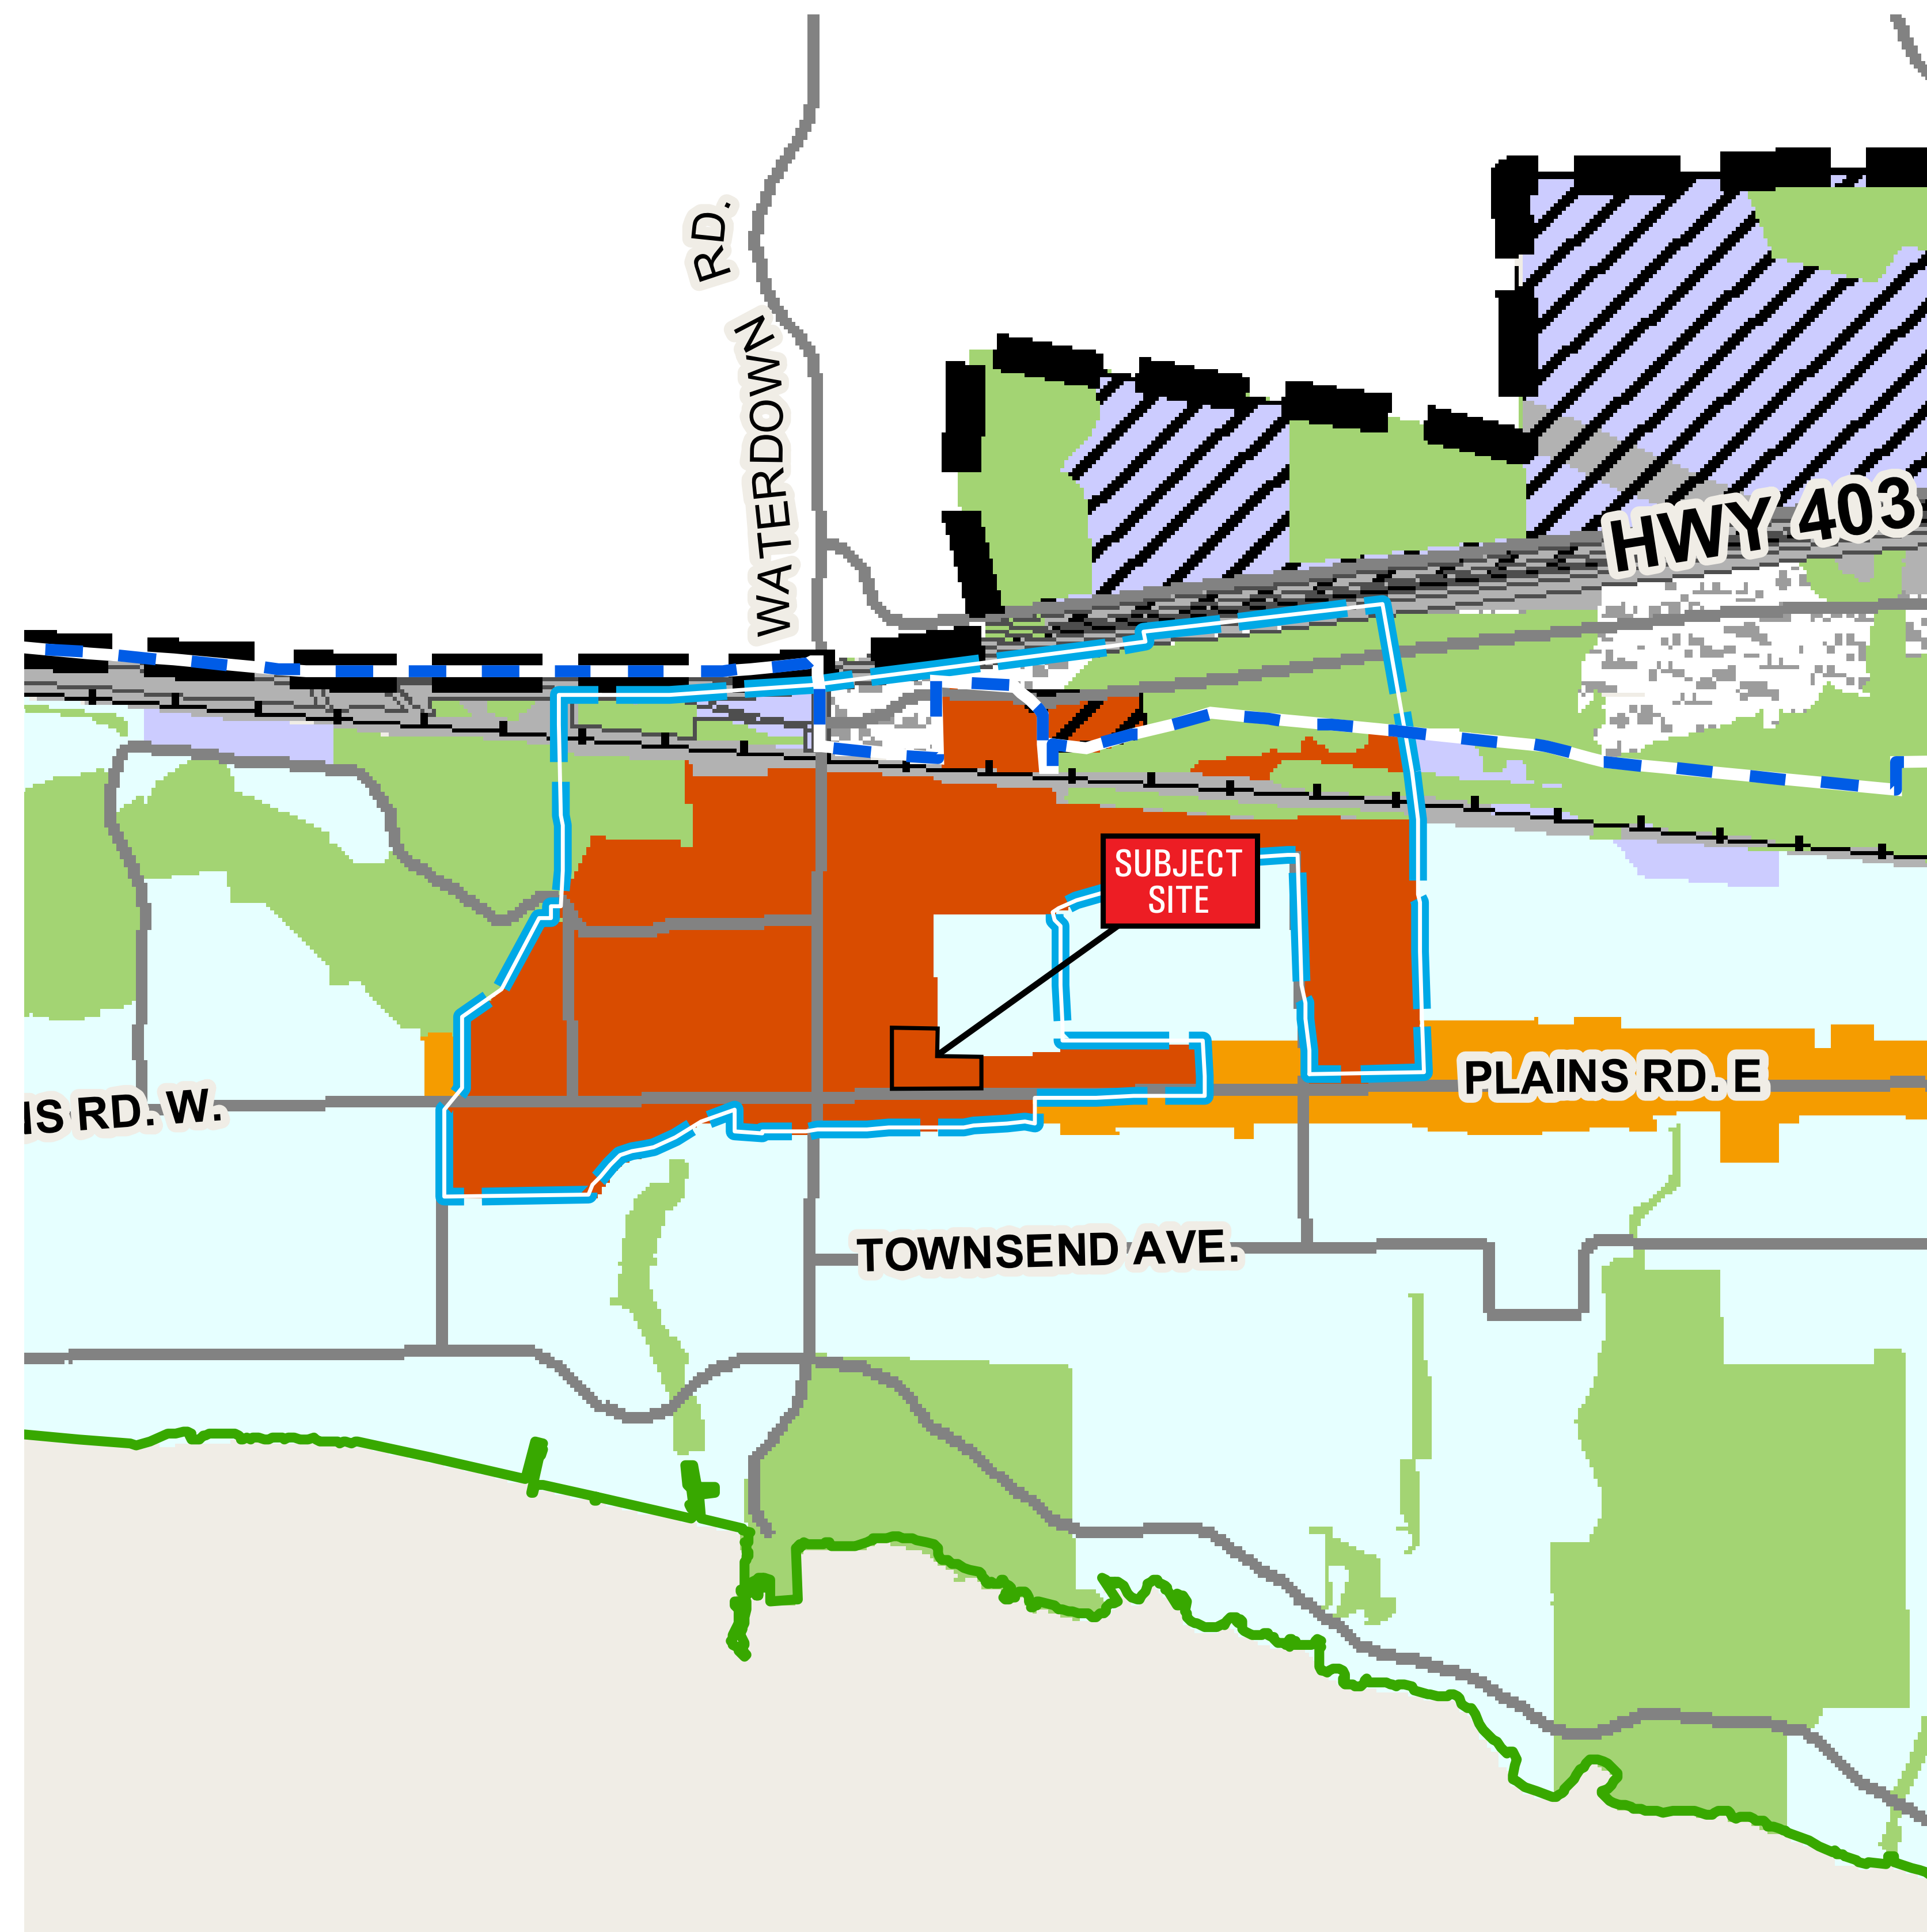 WATERDOWN RD.
HWY 403
SUBJECT
SITE
PLAINS RD. E
IS RD. W.
TOWNSEND AVE.